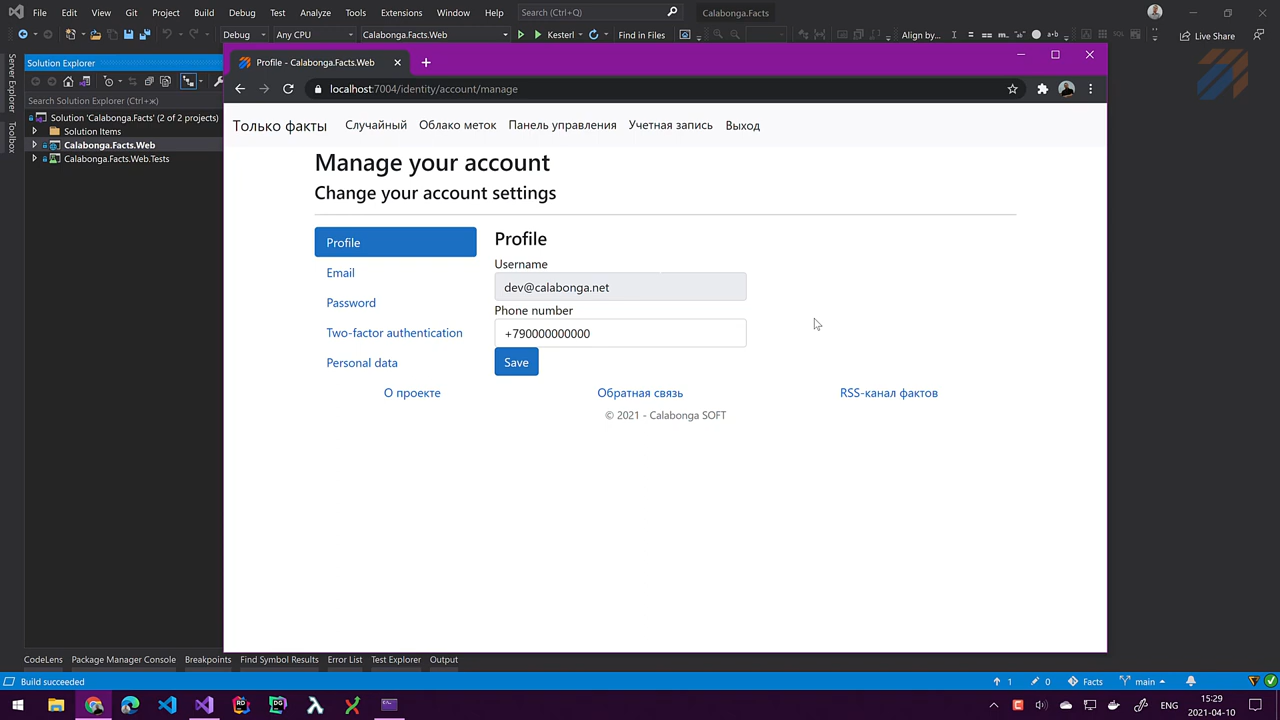 File Edit View Git Project Build Debug Test Analyze Tools Extensions Window Help Search (Ctrl+Q) Calabonga.Facts
Debug Any CPU Calabonga.Facts.Web Kestrel Find in Files Align by... Live Share
Server Explorer
Toolbox
Solution Explorer
Search Solution Explorer (Ctrl+ж)
Solution 'Calabonga.Facts' (2 of 2 projects)
Solution Items
Calabonga.Facts.Web
Calabonga.Facts.Web.Tests
Profile - Calabonga.Facts.Web
localhost:7004/identity/account/manage
Только факты Случайный Облако меток Панель управления Учетная запись Выход
Manage your account
Change your account settings
Profile
Email
Password
Two-factor authentication
Personal data
Profile
Username
dev@calabonga.net
Phone number
+790000000000
Save
О проекте Обратная связь RSS-канал фактов
© 2021 - Calabonga SOFT
CodeLens Package Manager Console Breakpoints Find Symbol Results Error List Test Explorer Output
Build succeeded 1 0 Facts main
ENG 15:29
2021-04-10